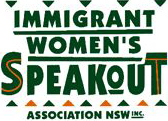 IMMIGRANT
WOMEN'S
SPEAKOUT
ASSOCIATION NSW INC.